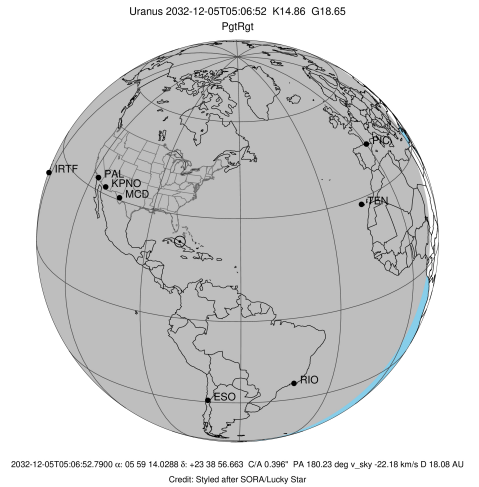 Uranus 2032-12-05T05:06:52 K14.86 G18.65
PgtRgt
PIC
IRTF
PAL
KPNO
MCD
TEN
RIO
ESO
2032-12-05T05:06:52.7900 α: 05 59 14.0288 δ: +23 38 56.663 C/A 0.396" PA 180.23 deg v_sky -22.18 km/s D 18.08 AU
Credit: Styled after SORA/Lucky Star